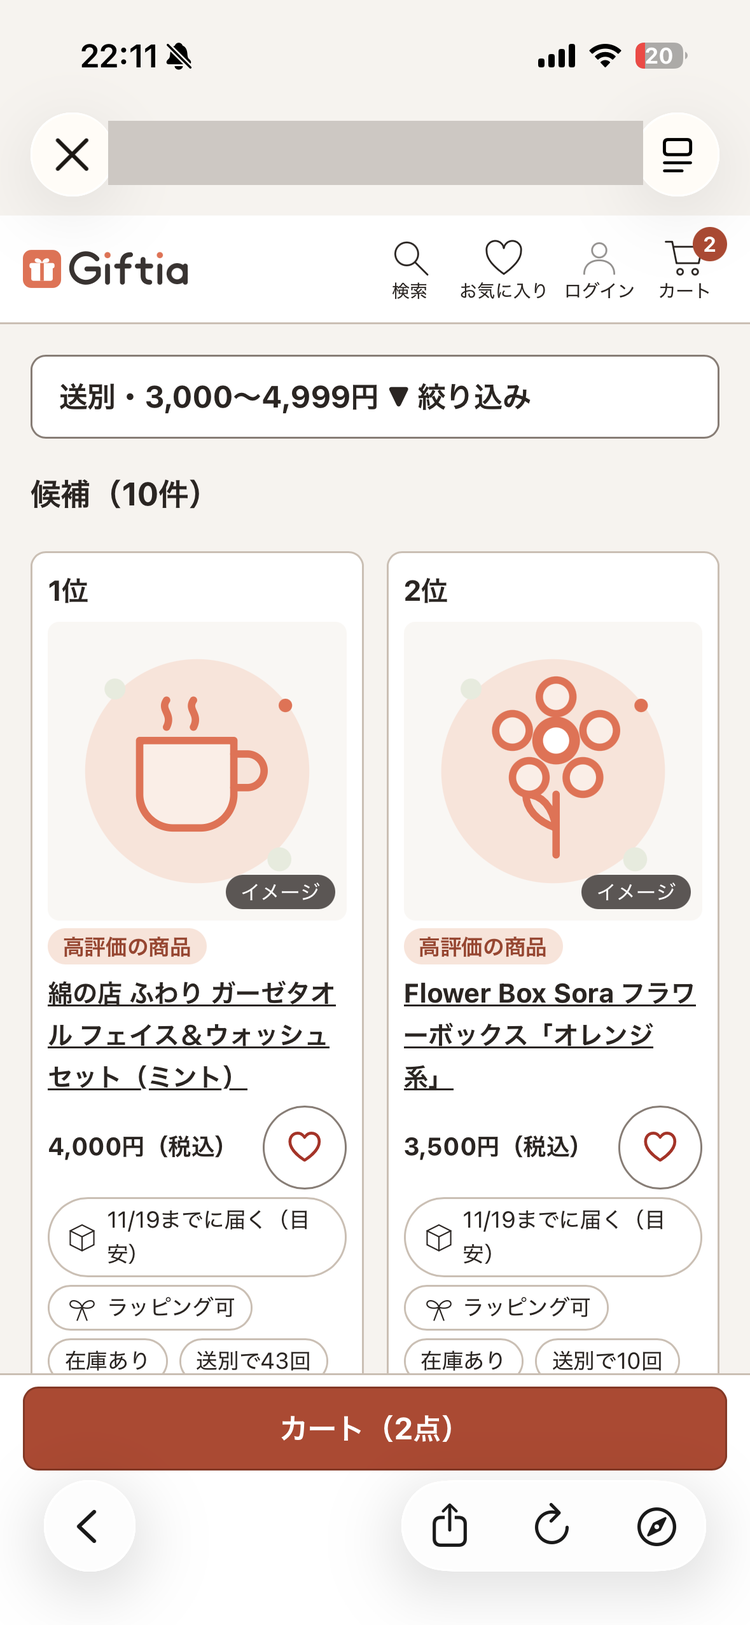 22:11
20
Giftia
検索
お気に入り
ログイン
カート
2
送別・3,000〜4,999円 ▼ 絞り込み
候補（10件）
1位
イメージ
高評価の商品
綿の店 ふわり ガーゼタオ
ル フェイス＆ウォッシュ
セット（ミント）
4,000円（税込）
11/19までに届く（目
安）
ラッピング可
在庫あり
送別で43回
2位
イメージ
高評価の商品
Flower Box Sora フラワ
ーボックス「オレンジ
系」
3,500円（税込）
11/19までに届く（目
安）
ラッピング可
在庫あり
送別で10回
カート（2点）